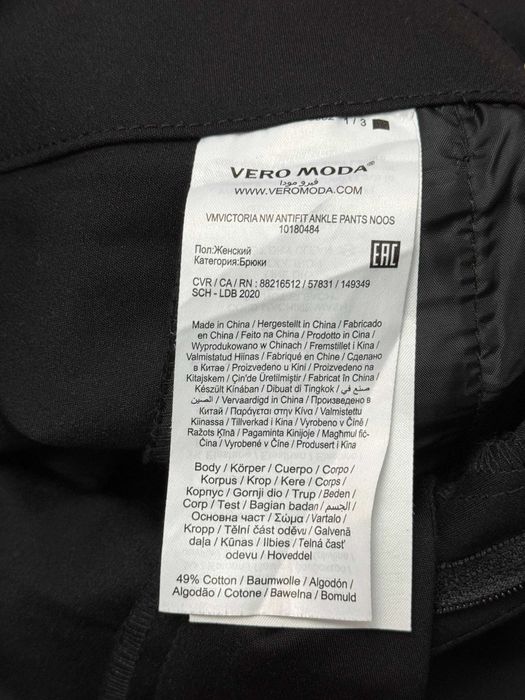 1 / 3
VERO MODA®
فيرو مودا
WWW.VEROMODA.COM
VMVICTORIA NW ANTIFIT ANKLE PANTS NOOS
10180484
Пол:Женский
Категория:Брюки
EAC
CVR / CA / RN : 88216512 / 57831 / 149349
SCH - LDB 2020
Made in China / Hergestellt in China / Fabricado
en China / Feito na China / Prodotto in Cina /
Wyprodukowano w Chinach / Fremstillet i Kina /
Valmistatud Hiinas / Fabriqué en Chine / Сделано
в Китае / Proizvedeno u Kini / Proizvedeno na
Kitajskem / Çin'de Üretilmiştir / Fabricat în China /
Készült Kínában / Dibuat di Tingkok / صنع في
الصين / Vervaardigd in China / Произведено в
Китай / Παράγεται στην Κίνα / Valmistettu
Kiinassa / Tillverkad i Kina / Vyrobeno v Číně /
Ražots Ķīnā / Pagaminta Kinijoje / Magħmul fiċ-
Ċina / Vyrobené v Číne / Produsert i Kina
Body / Körper / Cuerpo / Corpo /
Korpus / Krop / Kere / Corps /
Корпус / Gornji dio / Trup / Beden /
Corp / Test / Bagian badan / الجسم /
Основна част / Σώμα / Vartalo /
Kropp / Tělní část oděvu / Galvenā
daļa / Kūnas / Ilbies / Telná časť
odevu / Hoveddel
49% Cotton / Baumwolle / Algodón /
Algodão / Cotone / Bawełna / Bomuld